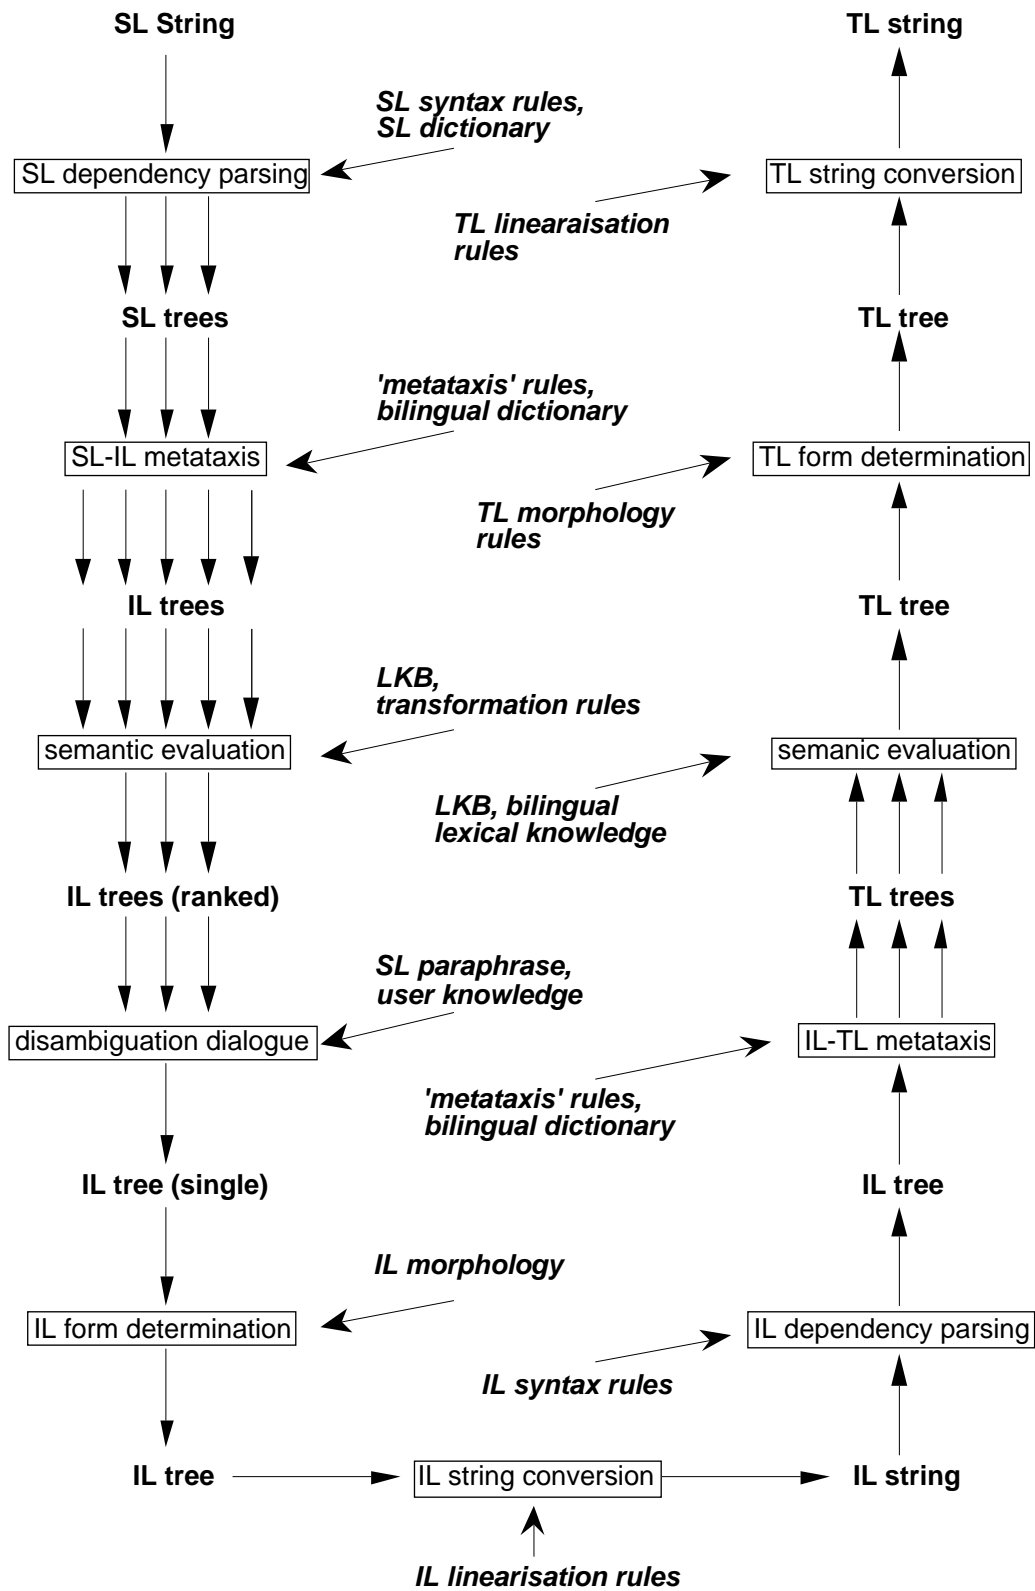 SL String
TL string
SL syntax rules,
SL dictionary
SL dependency parsing
TL string conversion
TL linearaisation
rules
SL trees
TL tree
'metataxis' rules,
bilingual dictionary
SL-IL metataxis
TL form determination
TL morphology
rules
IL trees
TL tree
LKB,
transformation rules
semantic evaluation
semanic evaluation
LKB, bilingual
lexical knowledge
IL trees (ranked)
TL trees
SL paraphrase,
user knowledge
disambiguation dialogue
IL-TL metataxis
'metataxis' rules,
bilingual dictionary
IL tree (single)
IL tree
IL morphology
IL form determination
IL dependency parsing
IL syntax rules
IL tree
IL string conversion
IL string
IL linearisation rules